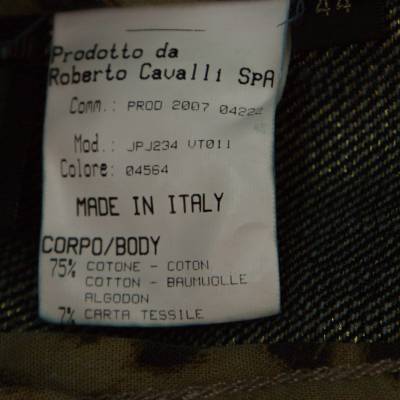 44
Prodotto da
Roberto Cavalli SpA
Comm.: PROD 2007 04222
Mod.: JPJ234 VT011
Colore: 04564
MADE IN ITALY
CORPO/BODY
75% COTONE - COTON
COTTON - BAUMWOLLE
ALGODON
7% CARTA TESSILE